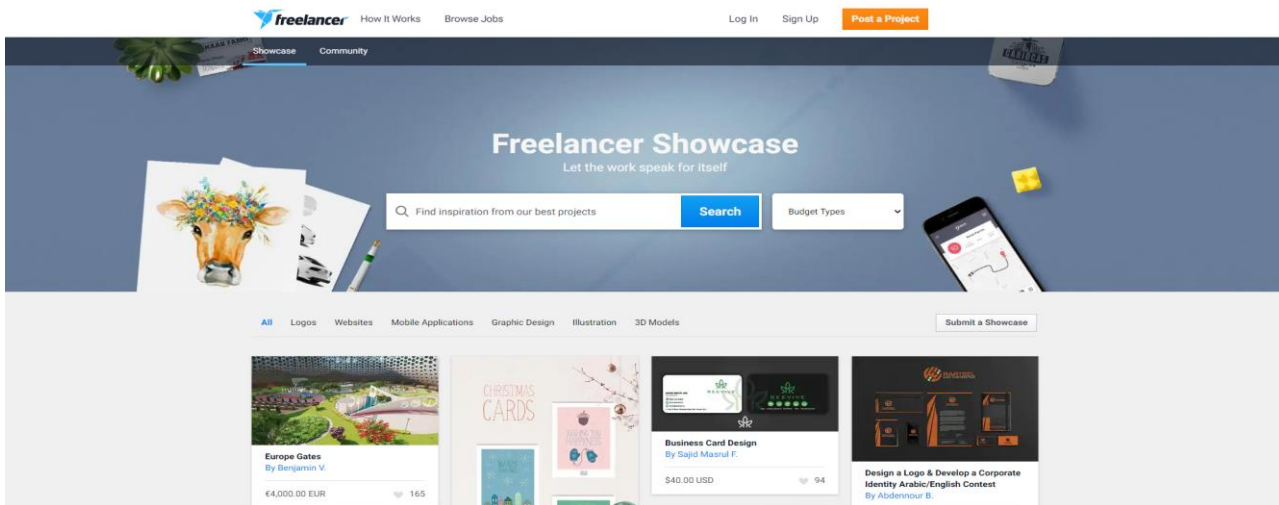 freelancer
How It Works
Browse Jobs
Log In
Sign Up
Post a Project
Showcase
Community
Freelancer Showcase
Let the work speak for itself
Find inspiration from our best projects
Search
Budget Types
All
Logos
Websites
Mobile Applications
Graphic Design
Illustration
3D Models
Submit a Showcase
CHRISTMAS
CARDS
Europe Gates
By Benjamin V.
€4,000.00 EUR
165
Business Card Design
By Sajid Masrul F.
$40.00 USD
94
Design a Logo & Develop a Corporate
Identity Arabic/English Contest
By Abdennour B.